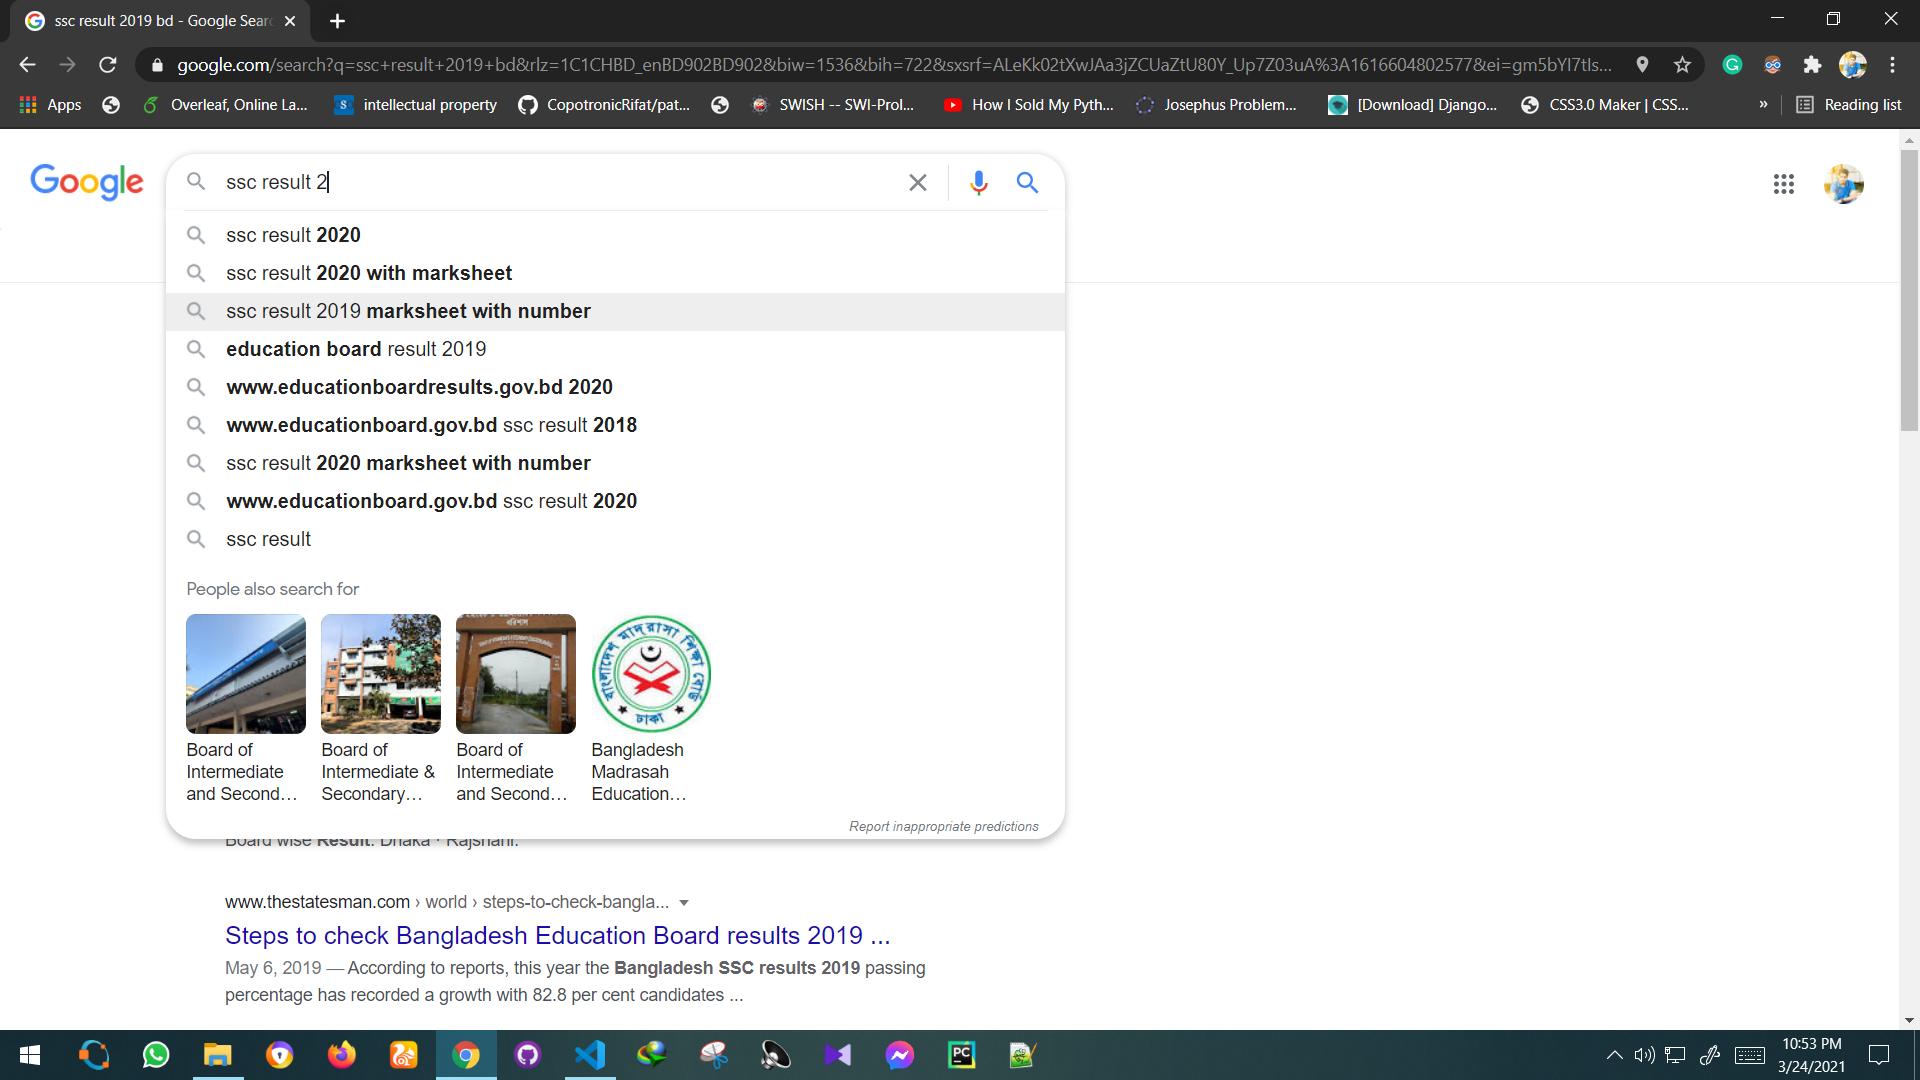 ssc result 2019 bd - Google Sear
google.com/search?q=ssc+result+2019+bd&rlz=1C1CHBD_enBD902BD902&biw=1536&bih=722&sxsrf=ALeKk02tXwJAa3jZCUaZtU80Y_Up7Z03uA%3A1616604802577&ei=gm5bYI7tIs...
Apps Overleaf, Online La... S intellectual property CopotronicRifat/pat... SWISH -- SWI-Prol... How I Sold My Pyth... Josephus Problem... [Download] Django... CSS3.0 Maker | CSS... » Reading list
Google
ssc result 2
ssc result 2020
ssc result 2020 with marksheet
ssc result 2019 marksheet with number
education board result 2019
www.educationboardresults.gov.bd 2020
www.educationboard.gov.bd ssc result 2018
ssc result 2020 marksheet with number
www.educationboard.gov.bd ssc result 2020
ssc result
People also search for
বরিশাল
বাংলাদেশ মাদ্রাসা শিক্ষা বোর্ড
ঢাকা
Board of Intermediate and Second...
Board of Intermediate & Secondary...
Board of Intermediate and Second...
Bangladesh Madrasah Education...
Report inappropriate predictions
Board wise Result. Dhaka · Rajshahi.
www.thestatesman.com › world › steps-to-check-bangla...
Steps to check Bangladesh Education Board results 2019 ...
May 6, 2019 — According to reports, this year the Bangladesh SSC results 2019 passing
percentage has recorded a growth with 82.8 per cent candidates ...
PC
10:53 PM
3/24/2021